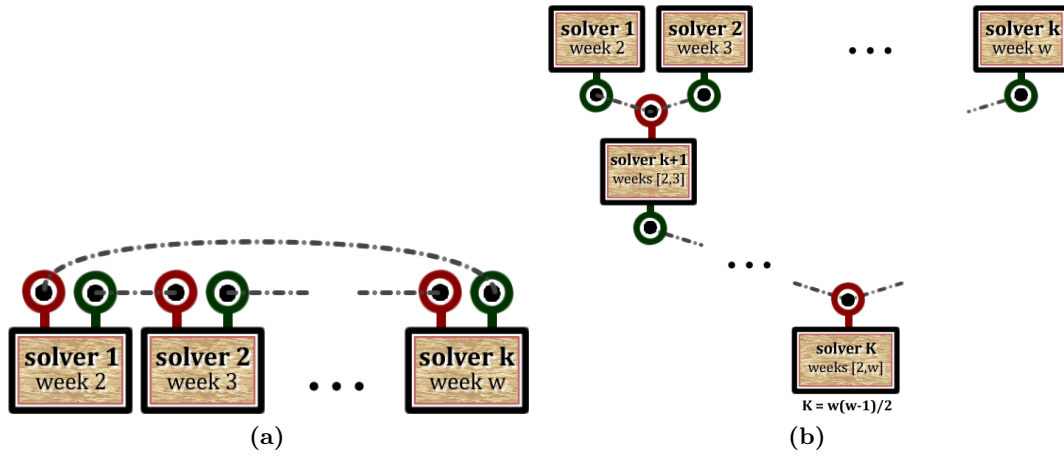 solver 1
week 2
solver 2
week 3
...
solver k
week w
(a)
solver 1
week 2
solver 2
week 3
...
solver k
week w
solver k+1
weeks [2,3]
...
solver K
weeks [2,w]
K = w(w-1)/2
(b)